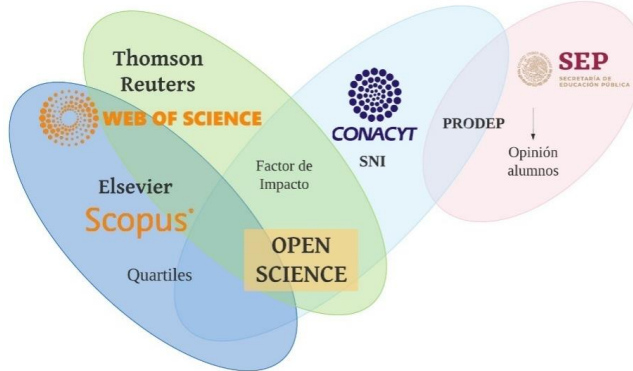 Thomson
Reuters
WEB OF SCIENCE
Elsevier
Scopus®
Quartiles
Factor de
Impacto
OPEN
SCIENCE
CONACYT
SNI
PRODEP
SEP
SECRETARÍA DE
EDUCACIÓN PÚBLICA
Opinión
alumnos